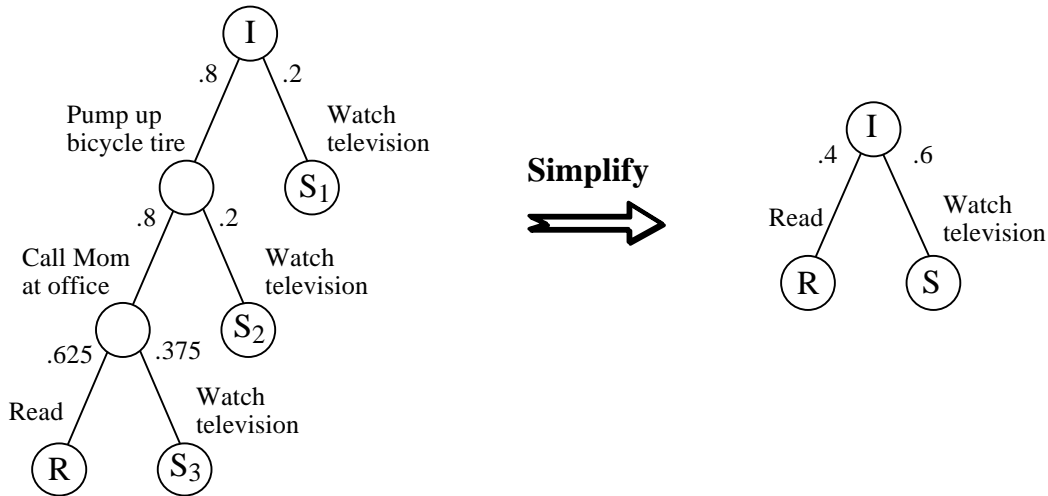 I
.8 .2
Pump up
bicycle tire
Watch
television
S1
.8 .2
Call Mom
at office
Watch
television
S2
.625 .375
Read
Watch
television
R
S3
Simplify
I
.4 .6
Read
Watch
television
R
S